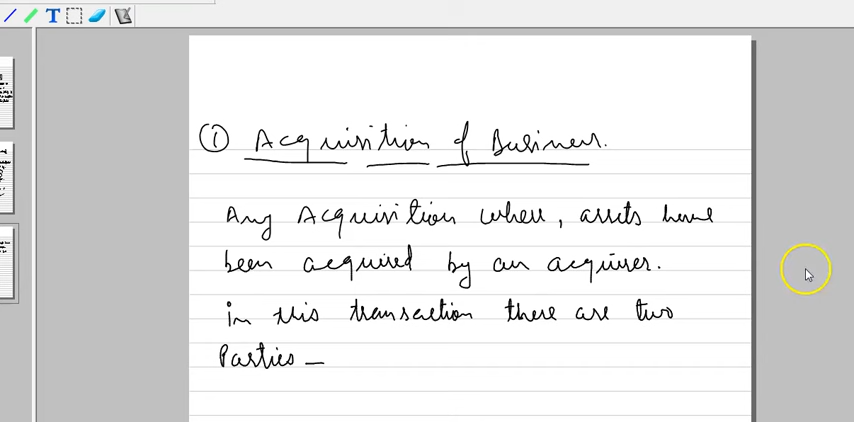 ① Acquisition of Business.
Any Acquisition where, assets have
been acquired by an acquirer.
in this transaction there are two
Parties —